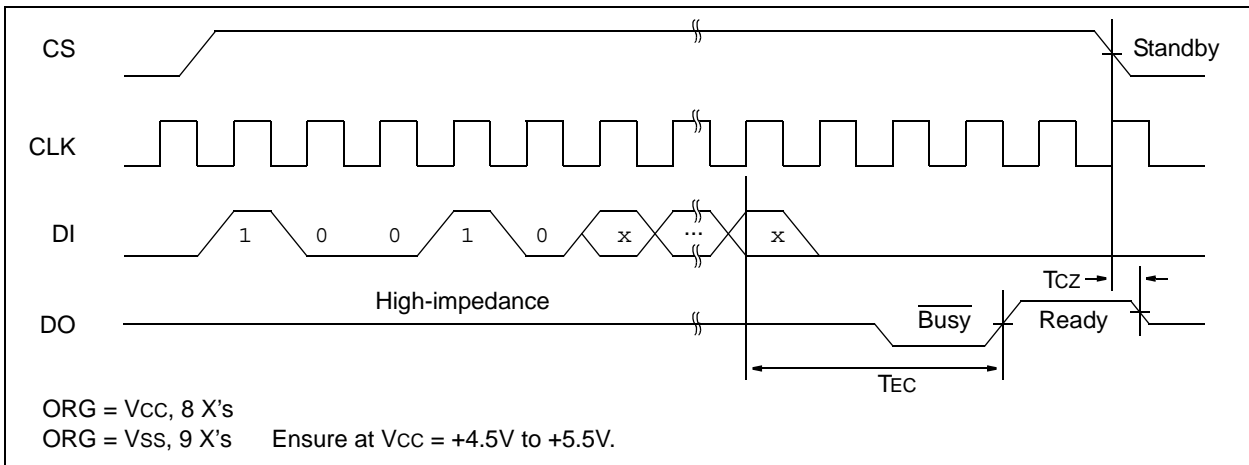 CS
Standby
CLK
DI
1 0 0 1 0 x ... x
TCZ
High-impedance
DO
Busy
Ready
TEC
ORG = VCC, 8 X's
ORG = VSS, 9 X's Ensure at VCC = +4.5V to +5.5V.